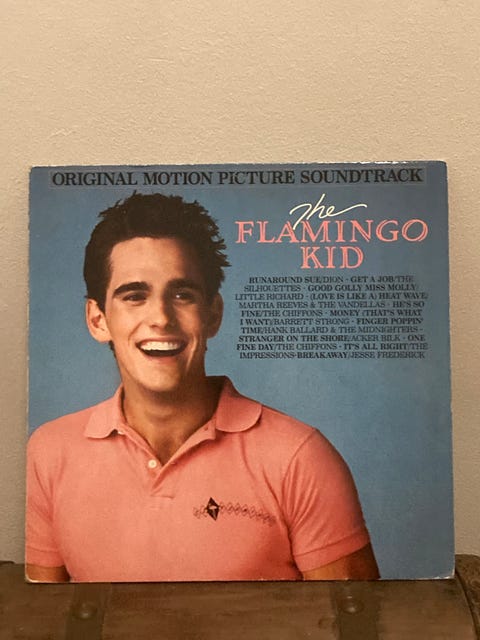 ORIGINAL MOTION PICTURE SOUNDTRACK
The
FLAMINGO
KID
RUNAROUND SUE/DION · GET A JOB/THE
SILHOUETTES · GOOD GOLLY MISS MOLLY/
LITTLE RICHARD · (LOVE IS LIKE A) HEAT WAVE/
MARTHA REEVES & THE VANDELLAS · HE'S SO
FINE/THE CHIFFONS · MONEY (THAT'S WHAT
I WANT)/BARRETT STRONG · FINGER POPPIN'
TIME/HANK BALLARD & THE MIDNIGHTERS ·
STRANGER ON THE SHORE/ACKER BILK · ONE
FINE DAY/THE CHIFFONS · IT'S ALL RIGHT/THE
IMPRESSIONS·BREAKAWAY/JESSE FREDERICK